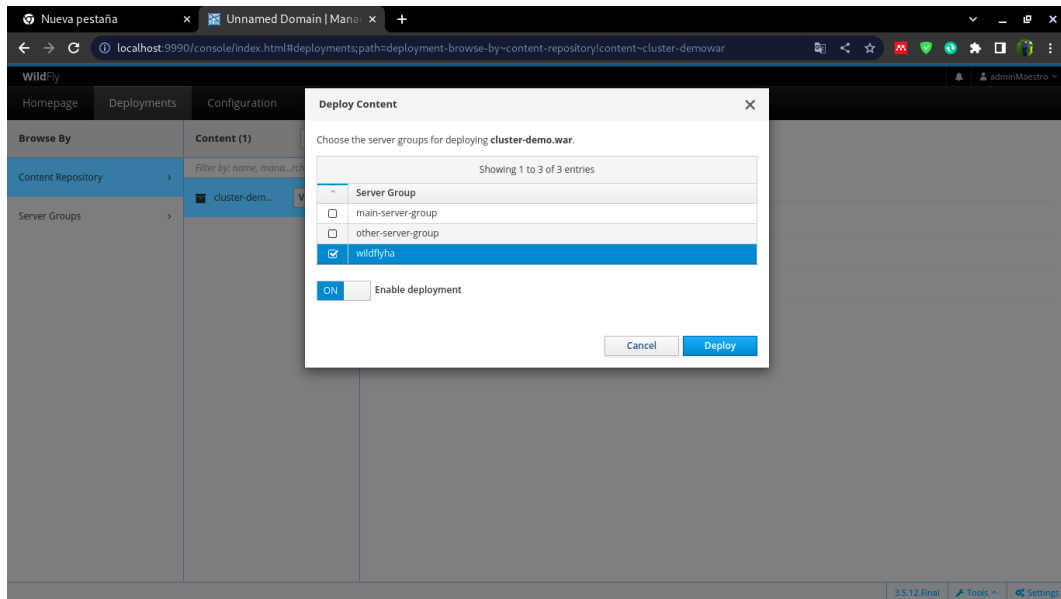 Nueva pestaña
Unnamed Domain | Mana
localhost:9990/console/index.html#deployments;path=deployment-browse-by~content-repository!content~cluster-demowar
WildFly
adminMaestro
Homepage Deployments Configuration
Browse By
Content Repository
Server Groups
Content (1)
Filter by: name, mana...rch
cluster-dem...
V
Deploy Content
Choose the server groups for deploying cluster-demo.war.
Showing 1 to 3 of 3 entries
Server Group
main-server-group
other-server-group
wildflyha
ON Enable deployment
Cancel Deploy
3.5.12.Final Tools Settings